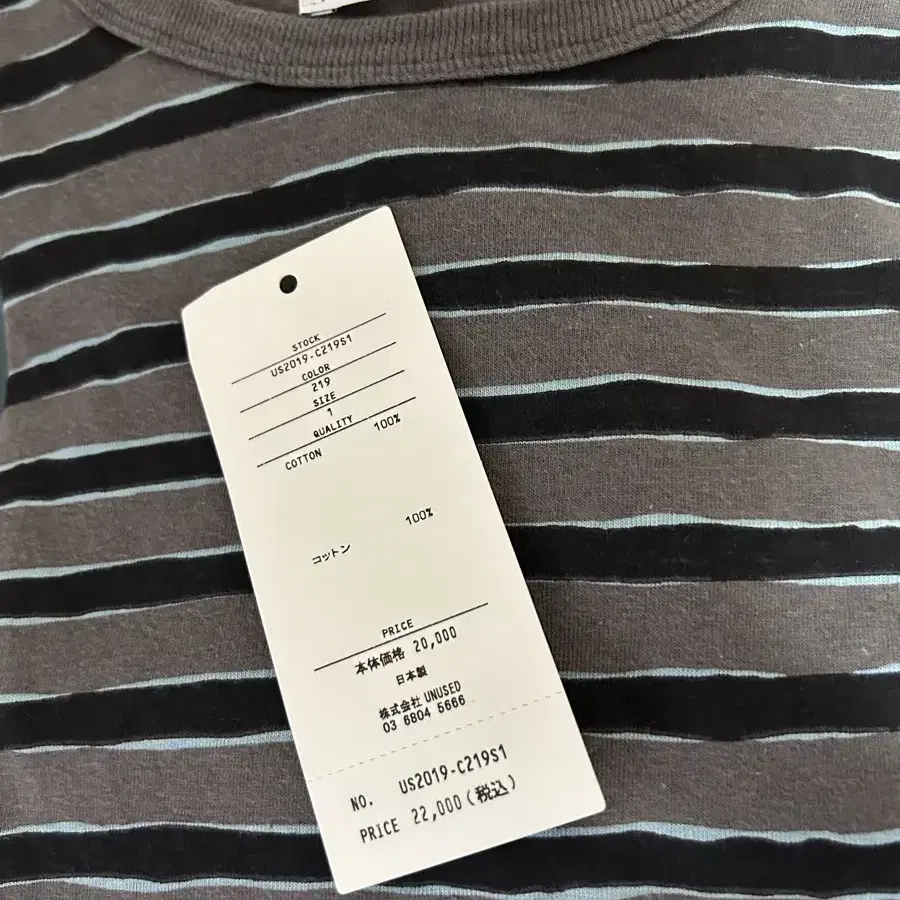 STOCK
US2019-C219S1
COLOR
219
SIZE
1
QUALITY
COTTON 100%
コットン 100%
PRICE
本体価格 20,000
日本製
株式会社 UNUSED
03 6804 5666
NO. US2019-C219S1
PRICE 22,000(税込)